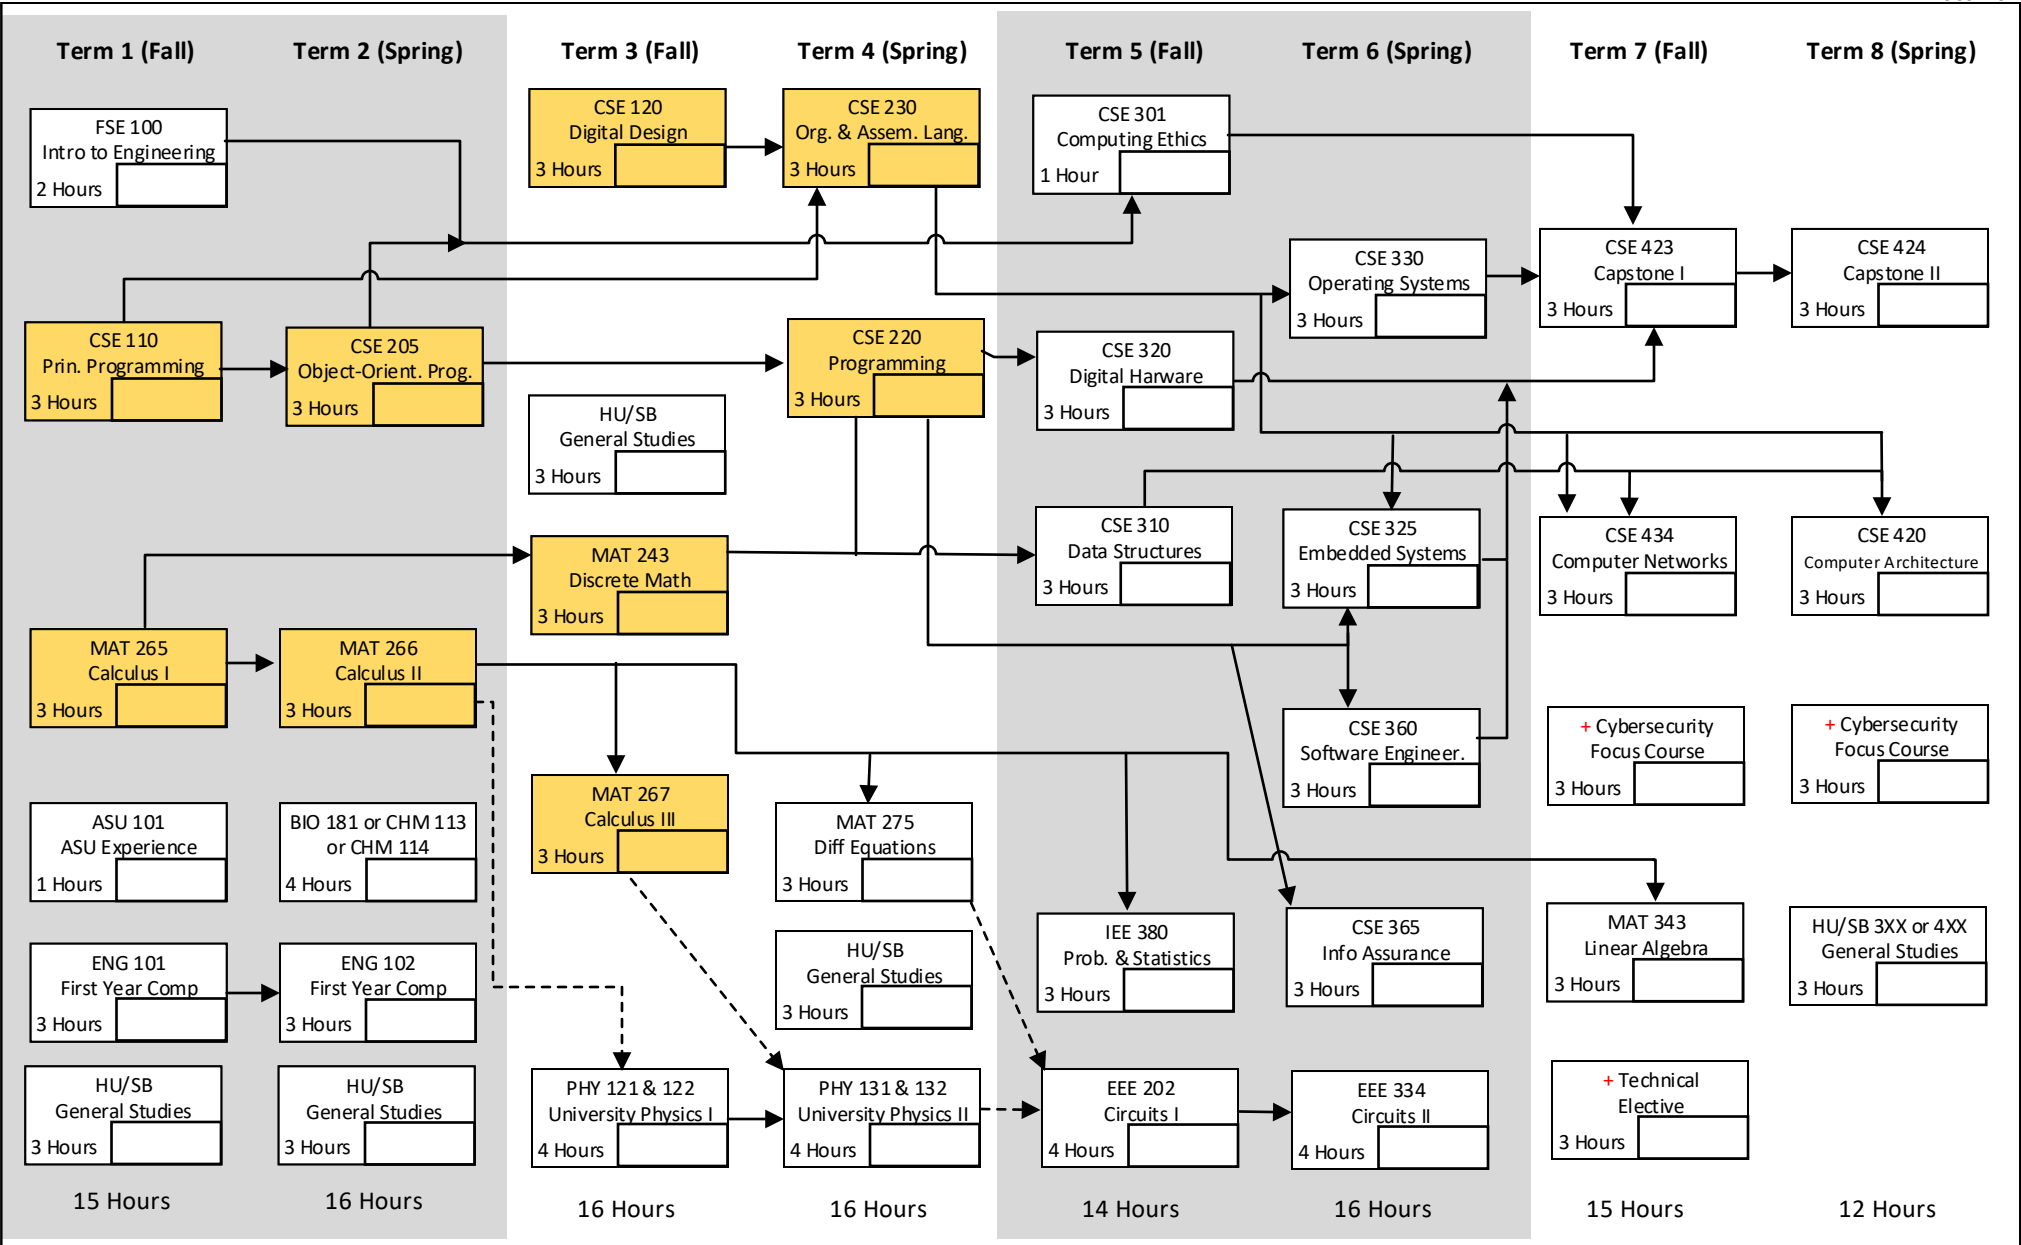 Term 1 (Fall)
Term 2 (Spring)
Term 3 (Fall)
Term 4 (Spring)
Term 5 (Fall)
Term 6 (Spring)
Term 7 (Fall)
Term 8 (Spring)
FSE 100
Intro to Engineering
2 Hours
CSE 110
Prin. Programming
3 Hours
MAT 265
Calculus I
3 Hours
ASU 101
ASU Experience
1 Hours
ENG 101
First Year Comp
3 Hours
HU/SB
General Studies
3 Hours
15 Hours
CSE 205
Object-Orient. Prog.
3 Hours
MAT 266
Calculus II
3 Hours
BIO 181 or CHM 113
or CHM 114
4 Hours
ENG 102
First Year Comp
3 Hours
HU/SB
General Studies
3 Hours
16 Hours
CSE 120
Digital Design
3 Hours
HU/SB
General Studies
3 Hours
MAT 243
Discrete Math
3 Hours
MAT 267
Calculus III
3 Hours
PHY 121 & 122
University Physics I
4 Hours
16 Hours
CSE 230
Org. & Assem. Lang.
3 Hours
CSE 220
Programming
3 Hours
MAT 275
Diff Equations
3 Hours
HU/SB
General Studies
3 Hours
PHY 131 & 132
University Physics II
4 Hours
16 Hours
CSE 301
Computing Ethics
1 Hour
CSE 320
Digital Harware
3 Hours
CSE 310
Data Structures
3 Hours
IEE 380
Prob. & Statistics
3 Hours
EEE 202
Circuits I
4 Hours
14 Hours
CSE 330
Operating Systems
3 Hours
CSE 325
Embedded Systems
3 Hours
CSE 360
Software Engineer.
3 Hours
CSE 365
Info Assurance
3 Hours
EEE 334
Circuits II
4 Hours
16 Hours
CSE 423
Capstone I
3 Hours
CSE 434
Computer Networks
3 Hours
+ Cybersecurity
Focus Course
3 Hours
MAT 343
Linear Algebra
3 Hours
+ Technical
Elective
3 Hours
15 Hours
CSE 424
Capstone II
3 Hours
CSE 420
Computer Architecture
3 Hours
+ Cybersecurity
Focus Course
3 Hours
HU/SB 3XX or 4XX
General Studies
3 Hours
12 Hours